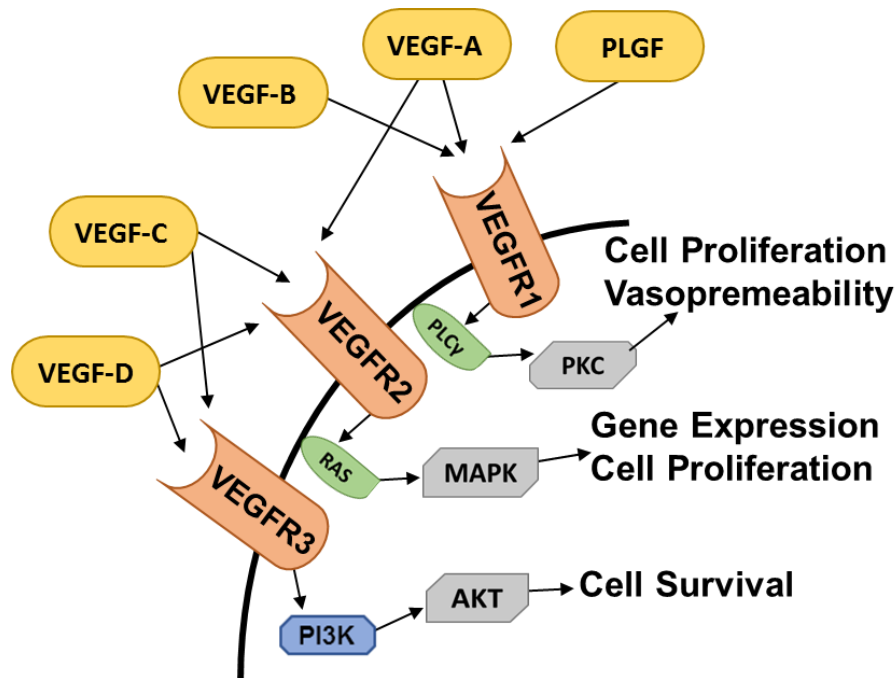 VEGF-A
PLGF
VEGF-B
VEGF-C
VEGF-D
VEGFR1
VEGFR2
VEGFR3
PLCγ
PKC
Cell Proliferation
Vasopremeability
RAS
MAPK
Gene Expression
Cell Proliferation
PI3K
AKT
Cell Survival